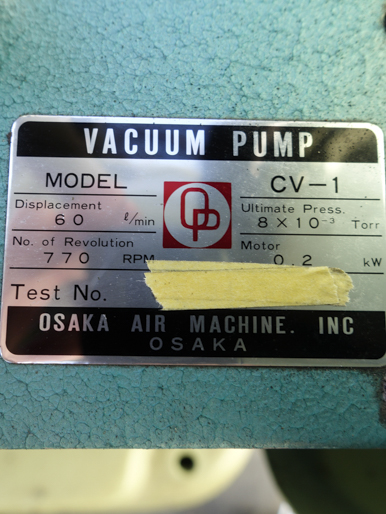 VACUUM PUMP
MODEL CV-1
Displacement Ultimate Press.
60 ℓ/min 8×10⁻³ Torr
No. of Revolution Motor
770 RPM 0.2 kW
Test No.
OSAKA AIR MACHINE. INC
OSAKA